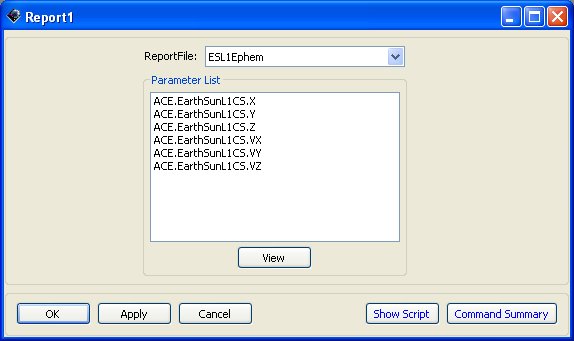 Report1
ReportFile: ESL1Ephem
Parameter List
ACE.EarthSunL1CS.X
ACE.EarthSunL1CS.Y
ACE.EarthSunL1CS.Z
ACE.EarthSunL1CS.VX
ACE.EarthSunL1CS.VY
ACE.EarthSunL1CS.VZ
View
OK Apply Cancel Show Script Command Summary